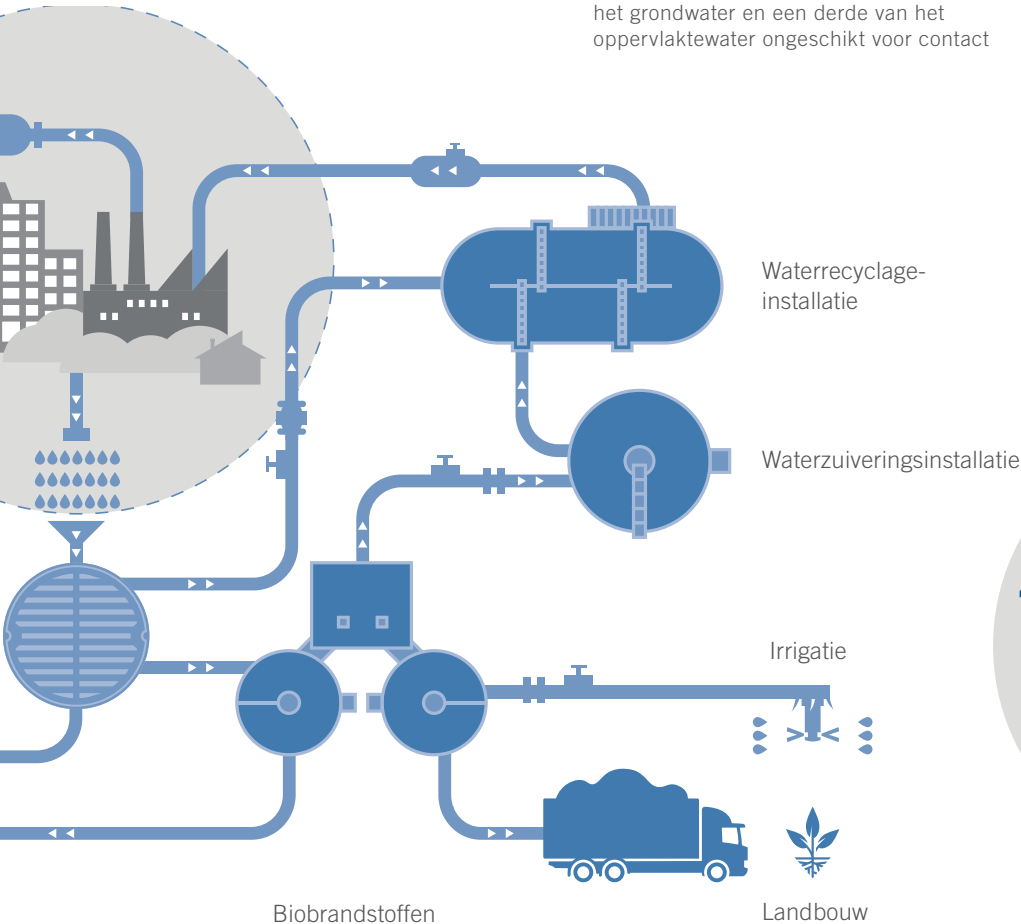 het grondwater en een derde van het
oppervlaktewater ongeschikt voor contact
Waterrecyclage-
installatie
Waterzuiveringsinstallatie
Irrigatie
Biobrandstoffen
Landbouw